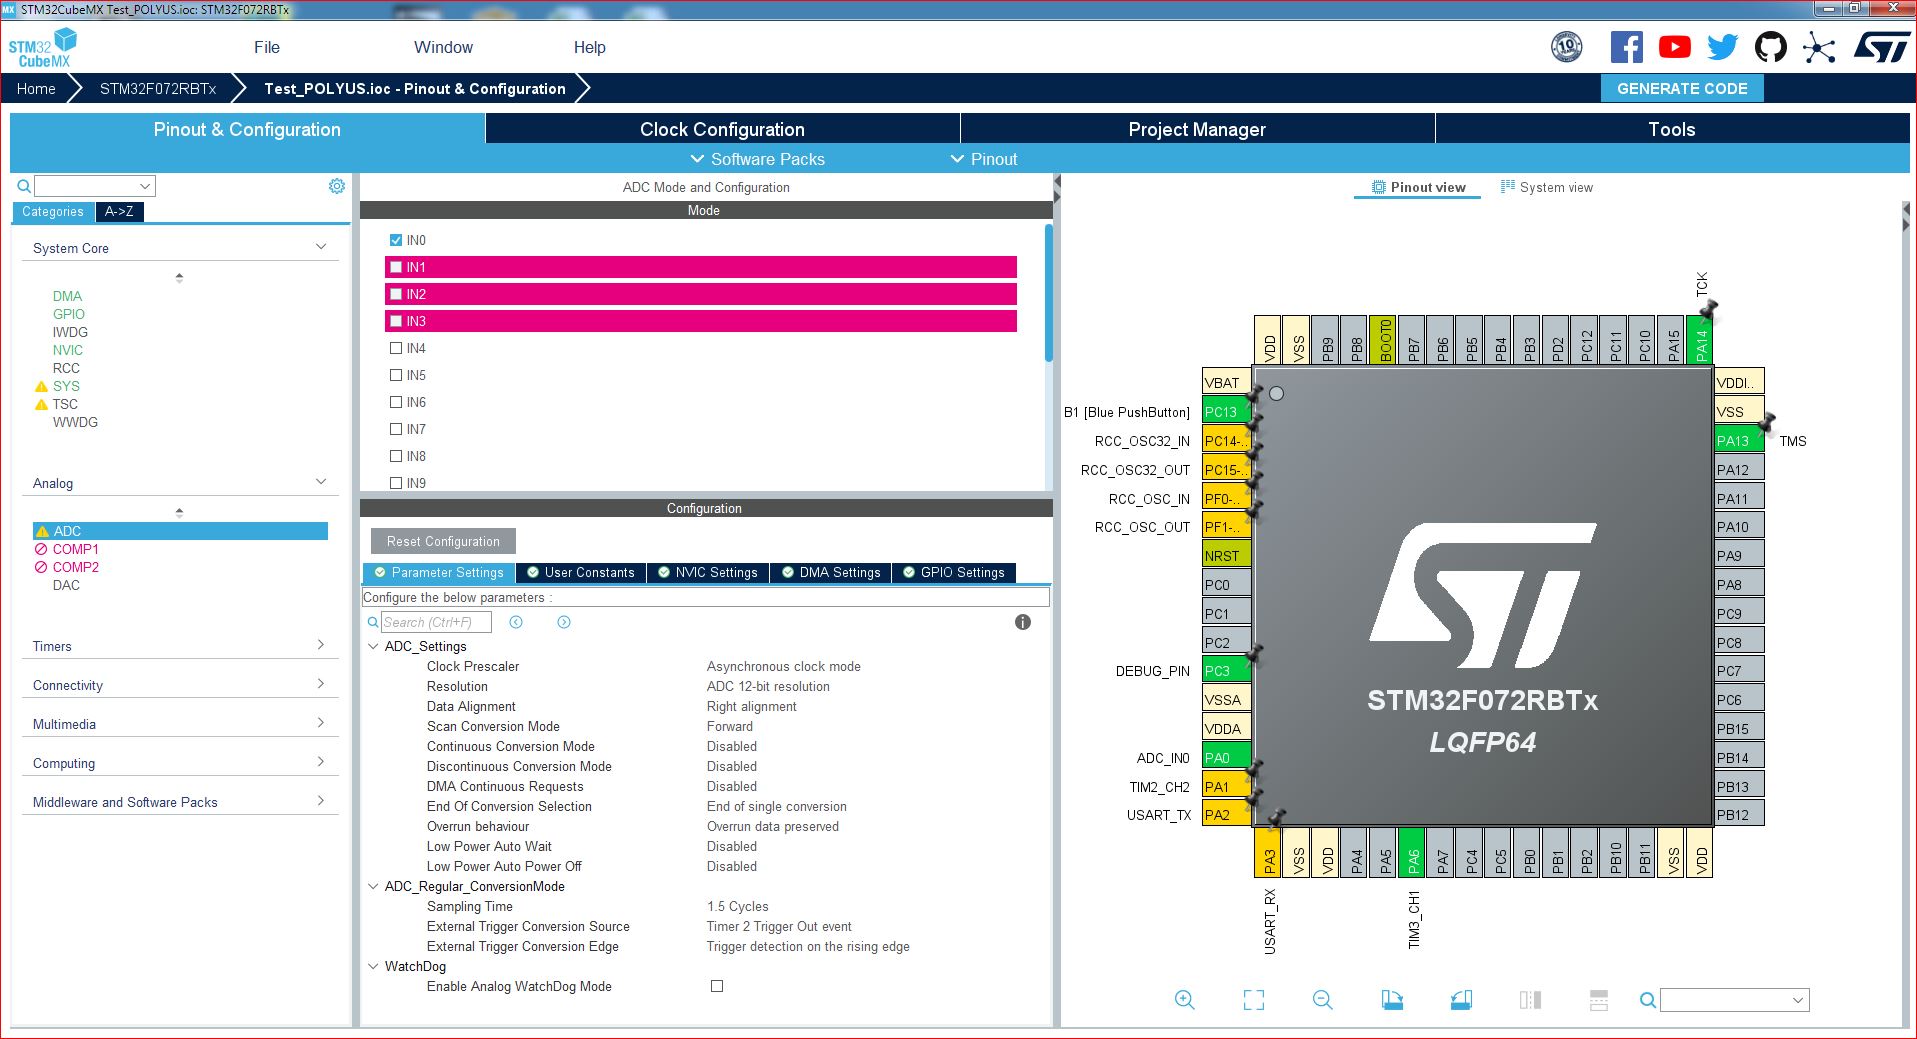 MX STM32CubeMX Test_POLYUS.ioc: STM32F072RBTx
STM32
CubeMX
File
Window
Help
10
ST
Home
STM32F072RBTx
Test_POLYUS.ioc - Pinout & Configuration
GENERATE CODE
Pinout & Configuration
Clock Configuration
Project Manager
Tools
Software Packs
Pinout
Categories
A->Z
System Core
DMA
GPIO
IWDG
NVIC
RCC
SYS
TSC
WWDG
Analog
ADC
COMP1
COMP2
DAC
Timers
Connectivity
Multimedia
Computing
Middleware and Software Packs
ADC Mode and Configuration
Mode
IN0
IN1
IN2
IN3
IN4
IN5
IN6
IN7
IN8
IN9
Configuration
Reset Configuration
Parameter Settings
User Constants
NVIC Settings
DMA Settings
GPIO Settings
Configure the below parameters :
Search (Ctrl+F)
ADC_Settings
Clock Prescaler Asynchronous clock mode
Resolution ADC 12-bit resolution
Data Alignment Right alignment
Scan Conversion Mode Forward
Continuous Conversion Mode Disabled
Discontinuous Conversion Mode Disabled
DMA Continuous Requests Disabled
End Of Conversion Selection End of single conversion
Overrun behaviour Overrun data preserved
Low Power Auto Wait Disabled
Low Power Auto Power Off Disabled
ADC_Regular_ConversionMode
Sampling Time 1.5 Cycles
External Trigger Conversion Source Timer 2 Trigger Out event
External Trigger Conversion Edge Trigger detection on the rising edge
WatchDog
Enable Analog WatchDog Mode
Pinout view
System view
TCK
VDD
VSS
PB9
PB8
BOOT0
PB7
PB6
PB5
PB4
PB3
PD2
PC12
PC11
PC10
PA15
PA14
VBAT
B1 [Blue PushButton] PC13
RCC_OSC32_IN PC14-..
RCC_OSC32_OUT PC15-..
RCC_OSC_IN PF0-..
RCC_OSC_OUT PF1-..
NRST
PC0
PC1
PC2
DEBUG_PIN PC3
VSSA
VDDA
ADC_IN0 PA0
TIM2_CH2 PA1
USART_TX PA2
ST
STM32F072RBTx
LQFP64
VDDI..
VSS
PA13 TMS
PA12
PA11
PA10
PA9
PA8
PC9
PC8
PC7
PC6
PB15
PB14
PB13
PB12
PA3
VSS
VDD
PA4
PA5
PA6
PA7
PC4
PC5
PB0
PB1
PB2
PB10
PB11
VSS
VDD
USART_RX
TIM3_CH1